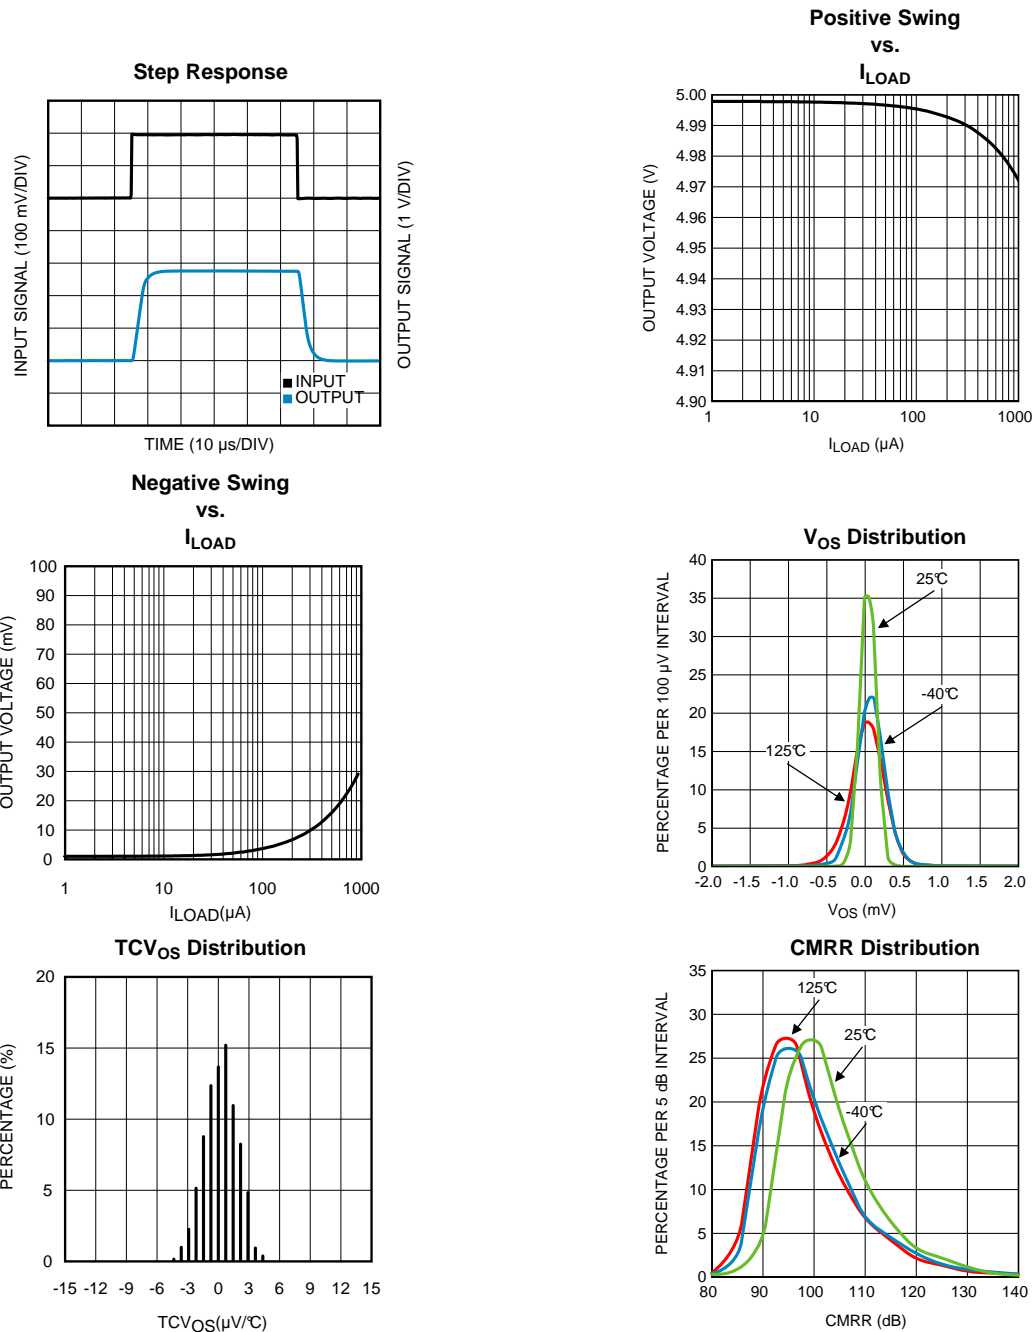 Step Response
INPUT SIGNAL (100 mV/DIV)
OUTPUT SIGNAL (1 V/DIV)
INPUT
OUTPUT
TIME (10 µs/DIV)
Positive Swing
vs.
I_LOAD
OUTPUT VOLTAGE (V)
5.00
4.99
4.98
4.97
4.96
4.95
4.94
4.93
4.92
4.91
4.90
1 10 100 1000
I_LOAD (µA)
Negative Swing
vs.
I_LOAD
OUTPUT VOLTAGE (mV)
100
90
80
70
60
50
40
30
20
10
0
1 10 100 1000
I_LOAD(µA)
V_OS Distribution
PERCENTAGE PER 100 µV INTERVAL
40
35
30
25
20
15
10
5
0
25℃
-40℃
125℃
-2.0 -1.5 -1.0 -0.5 0.0 0.5 1.0 1.5 2.0
V_OS (mV)
TCV_OS Distribution
PERCENTAGE (%)
20
15
10
5
0
-15 -12 -9 -6 -3 0 3 6 9 12 15
TCV_OS(µV/℃)
CMRR Distribution
PERCENTAGE PER 5 dB INTERVAL
35
30
25
20
15
10
5
0
125℃
25℃
-40℃
80 90 100 110 120 130 140
CMRR (dB)